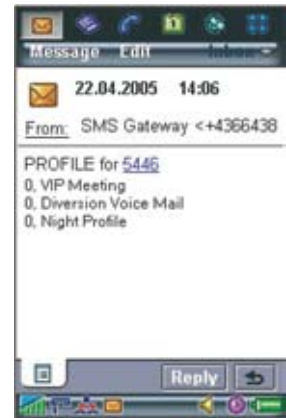 Message Edit Inbox
22.04.2005 14:06
From: SMS Gateway <+4366438
PROFILE for 5446
0, VIP Meeting
0, Diversion Voice Mail
0, Night Profile
Reply